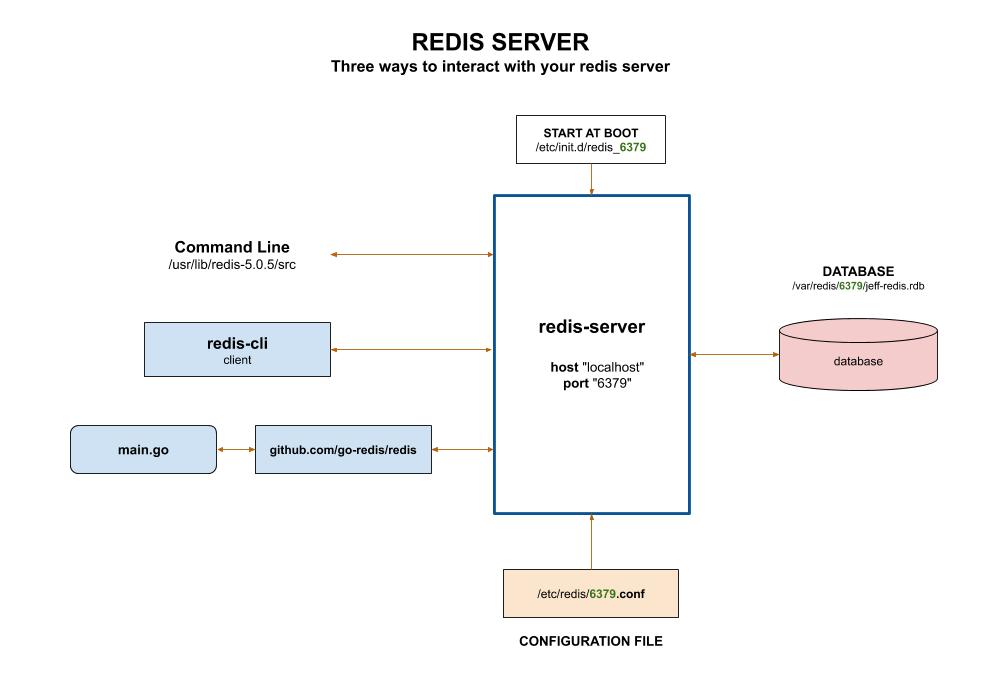 REDIS SERVER
Three ways to interact with your redis server
START AT BOOT
/etc/init.d/redis_6379
Command Line
/usr/lib/redis-5.0.5/src
redis-cli
client
main.go
github.com/go-redis/redis
redis-server
host "localhost"
port "6379"
DATABASE
/var/redis/6379/jeff-redis.rdb
database
/etc/redis/6379.conf
CONFIGURATION FILE